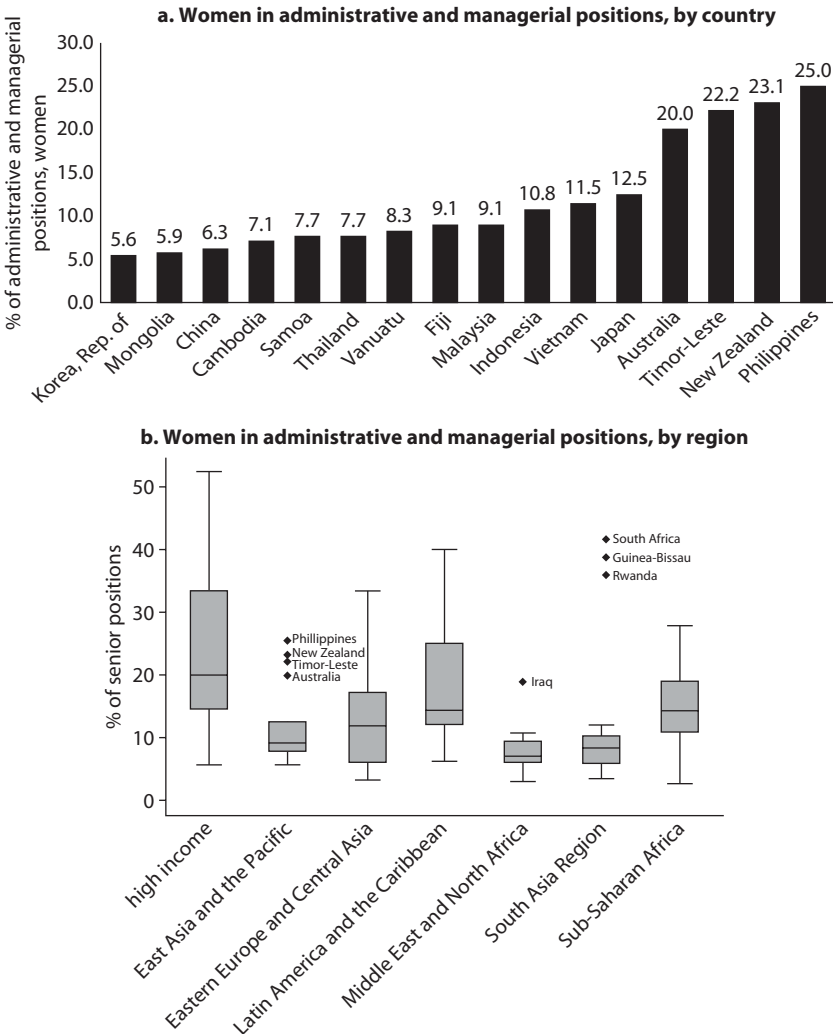 a. Women in administrative and managerial positions, by country
% of administrative and managerial
positions, women
30.0
25.0
20.0
15.0
10.0
5.0
0.0
5.6
5.9
6.3
7.1
7.7
7.7
8.3
9.1
9.1
10.8
11.5
12.5
20.0
22.2
23.1
25.0
Korea, Rep. of
Mongolia
China
Cambodia
Samoa
Thailand
Vanuatu
Fiji
Malaysia
Indonesia
Vietnam
Japan
Australia
Timor-Leste
New Zealand
Philippines
b. Women in administrative and managerial positions, by region
% of senior positions
50
40
30
20
10
0
Phillippines
New Zealand
Timor-Leste
Australia
Iraq
South Africa
Guinea-Bissau
Rwanda
high income
East Asia and the Pacific
Eastern Europe and Central Asia
Latin America and the Caribbean
Middle East and North Africa
South Asia Region
Sub-Saharan Africa